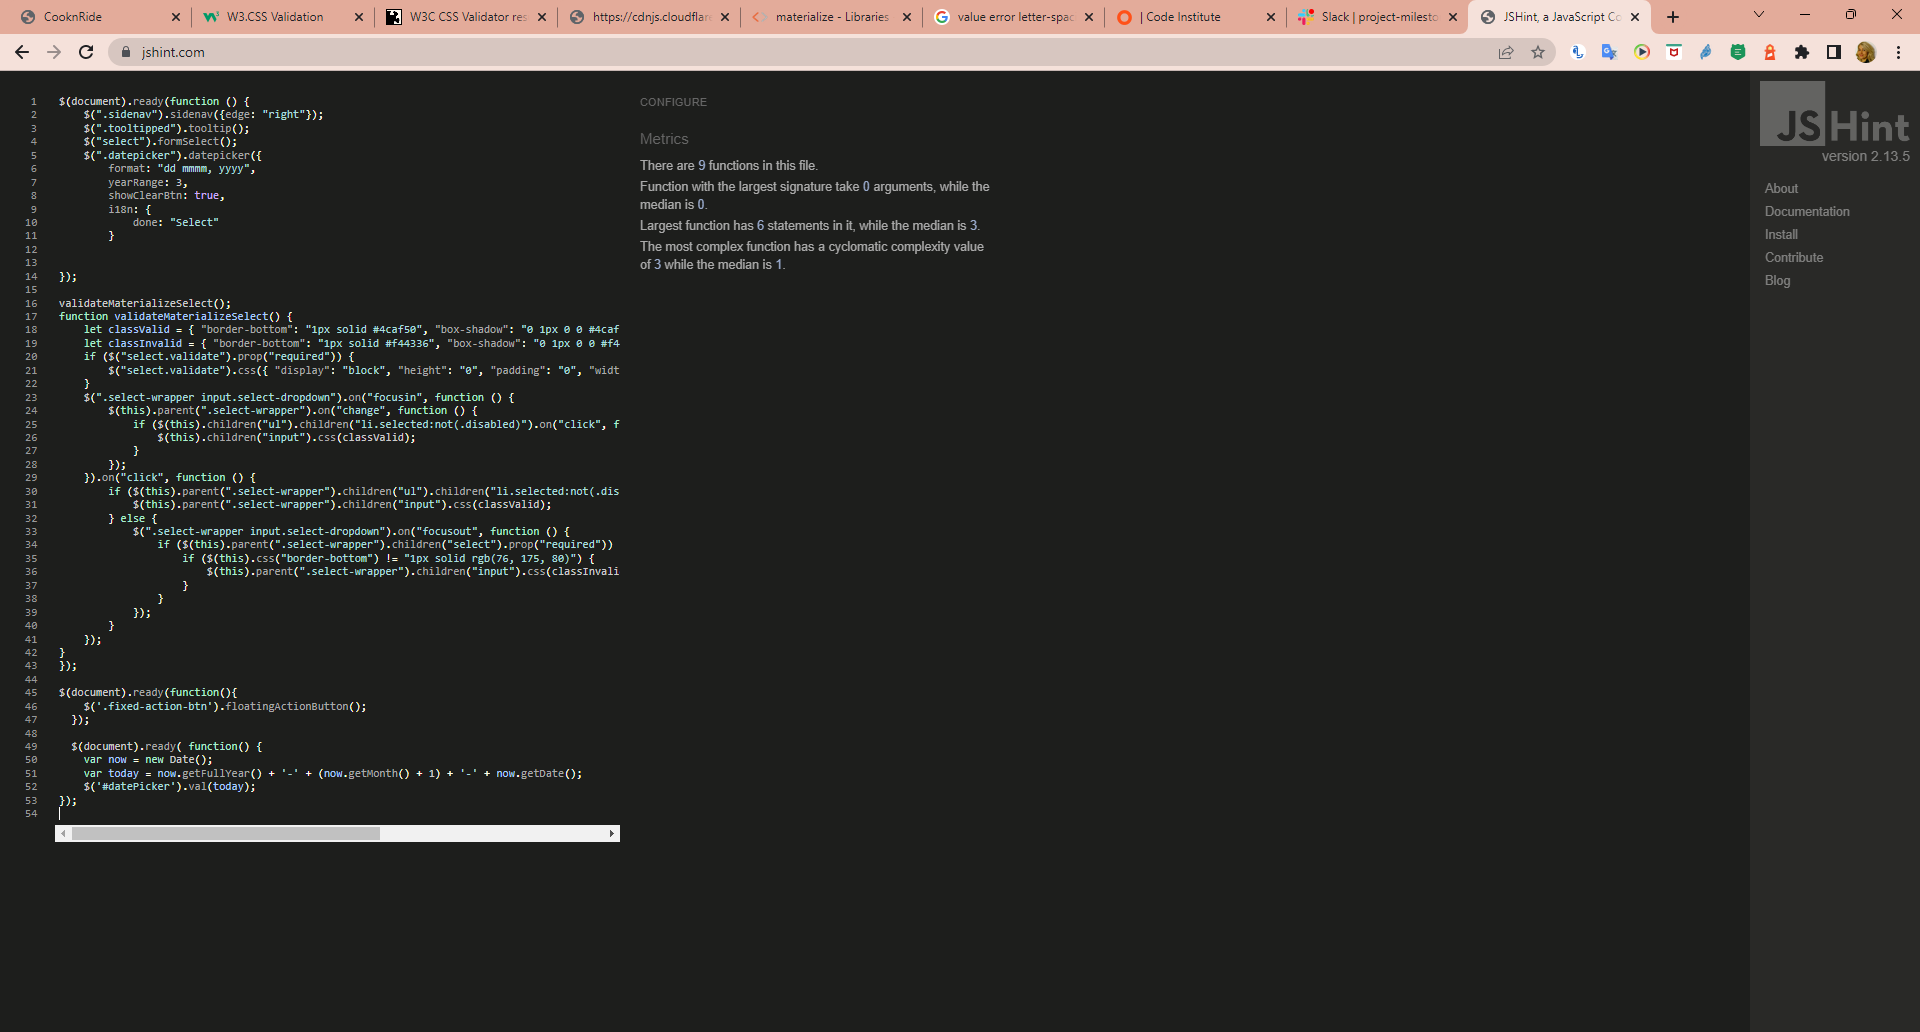 CooknRide
W3.CSS Validation
W3C CSS Validator res
https://cdnjs.cloudflare
materialize - Libraries
value error letter-spac
| Code Institute
Slack | project-milesto
JSHint, a JavaScript Co
jshint.com
1 $(document).ready(function () {
2 $(".sidenav").sidenav({edge: "right"});
3 $(".tooltipped").tooltip();
4 $("select").formSelect();
5 $(".datepicker").datepicker({
6 format: "dd mmmm, yyyy",
7 yearRange: 3,
8 showClearBtn: true,
9 i18n: {
10 done: "Select"
11 }
12
13
14 });
15
16 validateMaterializeSelect();
17 function validateMaterializeSelect() {
18 let classValid = { "border-bottom": "1px solid #4caf50", "box-shadow": "0 1px 0 0 #4caf
19 let classInvalid = { "border-bottom": "1px solid #f44336", "box-shadow": "0 1px 0 0 #f4
20 if ($("select.validate").prop("required")) {
21 $("select.validate").css({ "display": "block", "height": "0", "padding": "0", "widt
22 }
23 $(".select-wrapper input.select-dropdown").on("focusin", function () {
24 $(this).parent(".select-wrapper").on("change", function () {
25 if ($(this).children("ul").children("li.selected:not(.disabled)").on("click", f
26 $(this).children("input").css(classValid);
27 }
28 });
29 }).on("click", function () {
30 if ($(this).parent(".select-wrapper").children("ul").children("li.selected:not(.dis
31 $(this).parent(".select-wrapper").children("input").css(classValid);
32 } else {
33 $(".select-wrapper input.select-dropdown").on("focusout", function () {
34 if ($(this).parent(".select-wrapper").children("select").prop("required"))
35 if ($(this).css("border-bottom") != "1px solid rgb(76, 175, 80)") {
36 $(this).parent(".select-wrapper").children("input").css(classInvali
37 }
38 }
39 });
40 }
41 });
42 }
43 });
44
45 $(document).ready(function(){
46 $('.fixed-action-btn').floatingActionButton();
47 });
48
49 $(document).ready( function() {
50 var now = new Date();
51 var today = now.getFullYear() + '-' + (now.getMonth() + 1) + '-' + now.getDate();
52 $('#datePicker').val(today);
53 });
54
CONFIGURE
Metrics
There are 9 functions in this file.
Function with the largest signature take 0 arguments, while the
median is 0.
Largest function has 6 statements in it, while the median is 3.
The most complex function has a cyclomatic complexity value
of 3 while the median is 1.
JSHint
version 2.13.5
About
Documentation
Install
Contribute
Blog